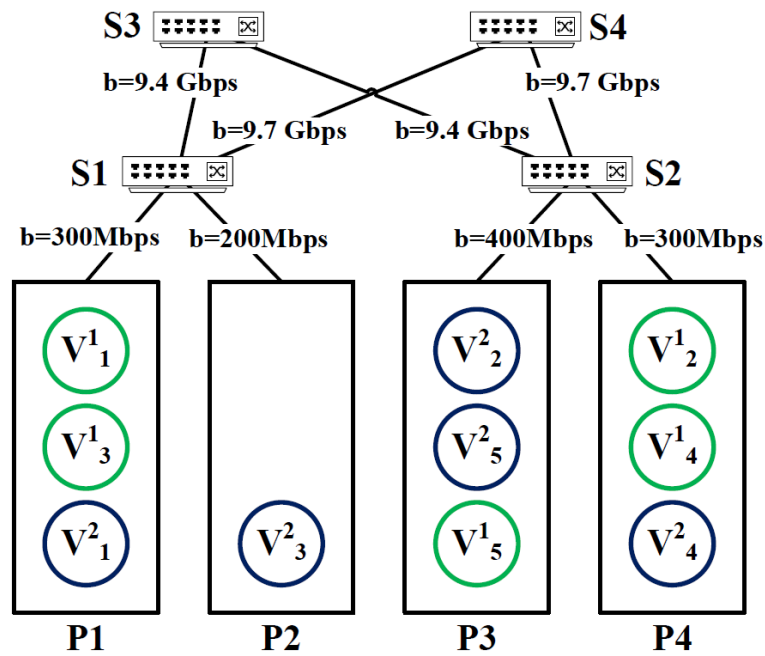 S3 S4
b=9.4 Gbps b=9.7 Gbps
b=9.7 Gbps b=9.4 Gbps
S1 S2
b=300Mbps b=200Mbps b=400Mbps b=300Mbps
V¹₁ V²₂ V¹₂
V¹₃ V²₅ V¹₄
V²₁ V²₃ V¹₅ V²₄
P1 P2 P3 P4